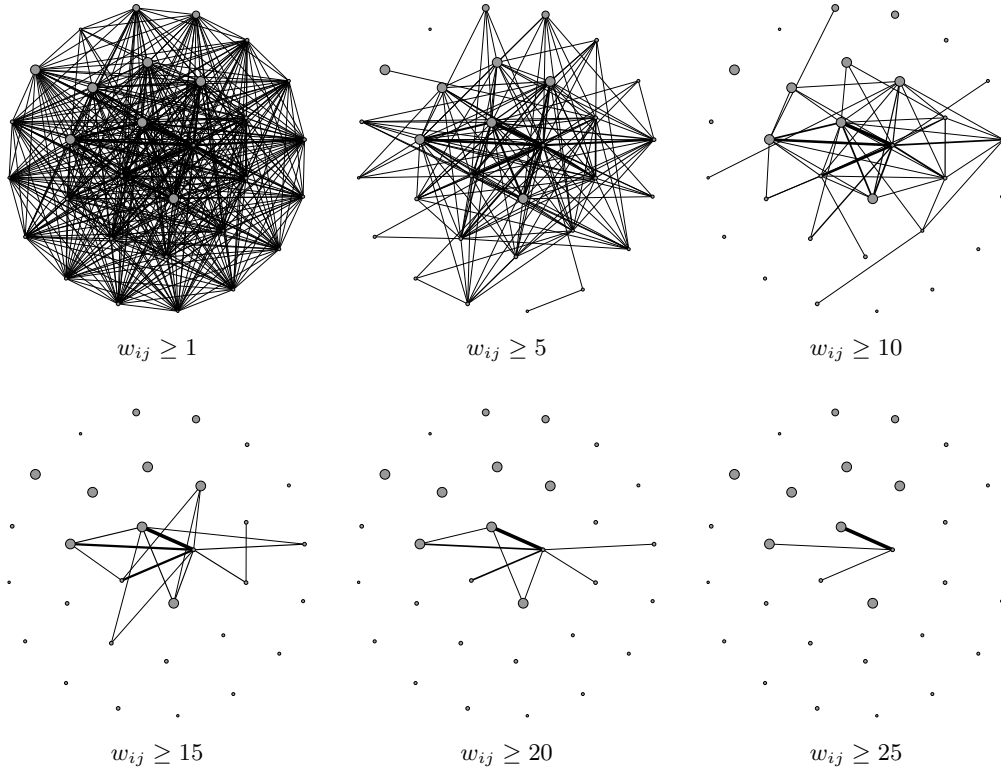 w_{ij} ≥ 1
w_{ij} ≥ 5
w_{ij} ≥ 10
w_{ij} ≥ 15
w_{ij} ≥ 20
w_{ij} ≥ 25